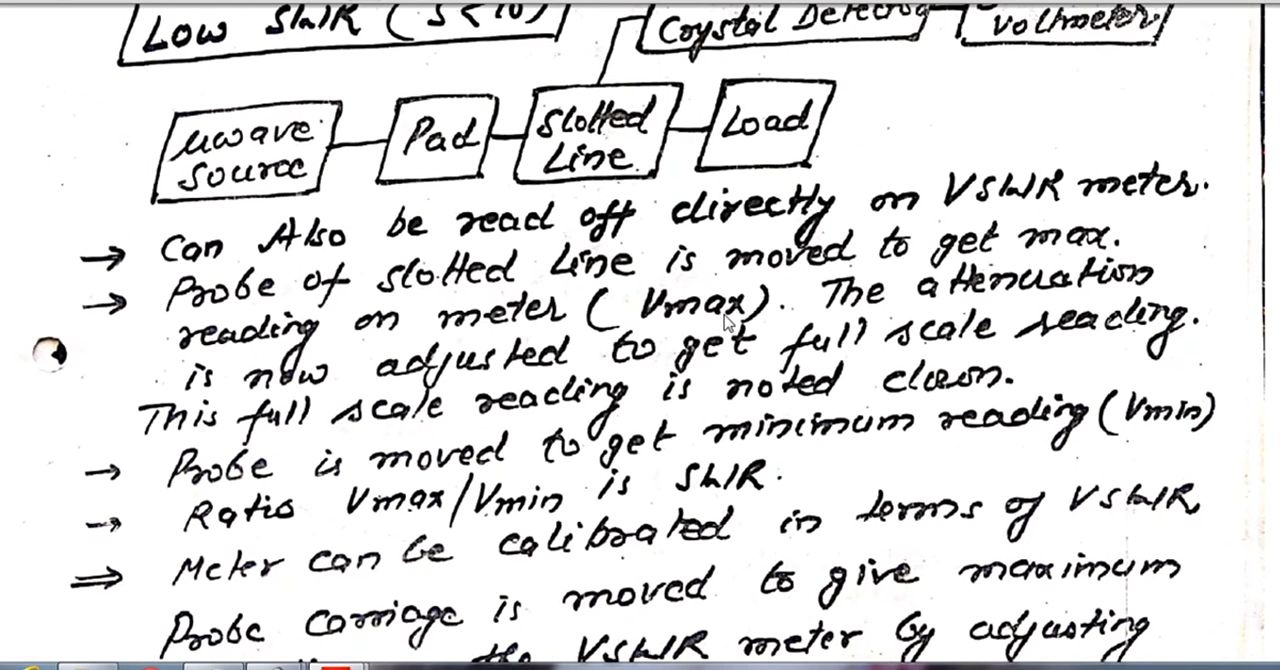 Low SWR (S < 10)
Crystal Detector
Voltmeter
μwave
Source
Pad
Slotted
Line
Load
→ Can Also be read off directly on VSWR meter.
→ Probe of slotted Line is moved to get max.
reading on meter ( Vmax). The attenuation
is now adjusted to get full scale reading.
This full scale reading is noted down.
→ Probe is moved to get minimum reading (Vmin)
→ Ratio Vmax/Vmin is SWR.
⇒ Meter can be calibrated in terms of VSWR
Probe carriage is moved to give maximum
the VSWR meter by adjusting